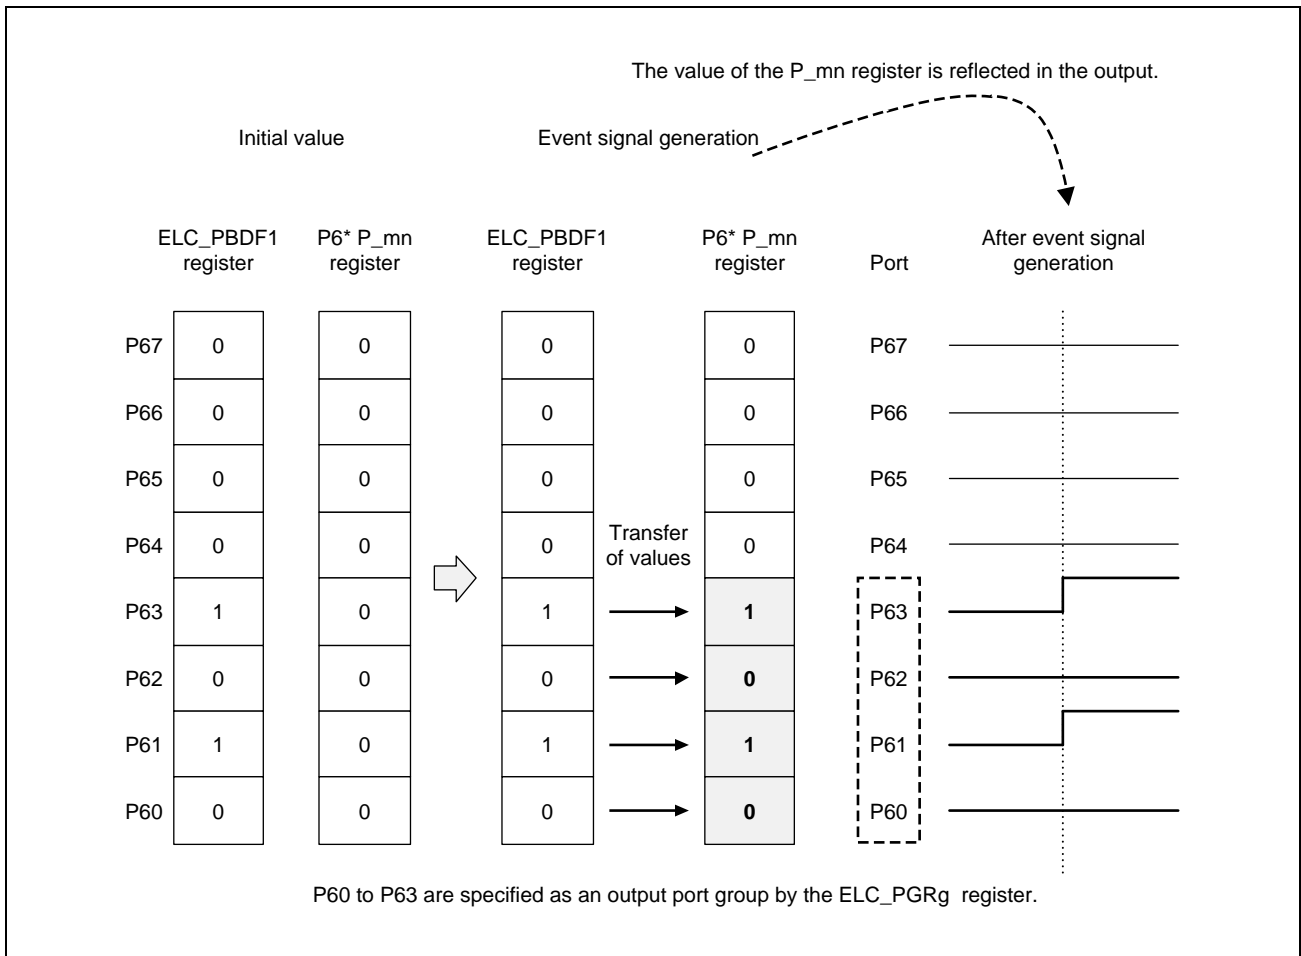 The value of the P_mn register is reflected in the output.
Initial value Event signal generation
ELC_PBDF1 P6* P_mn ELC_PBDF1 P6* P_mn After event signal
register register register register Port generation
P67 0 0 0 0 P67
P66 0 0 0 0 P66
P65 0 0 0 0 P65
Transfer
P64 0 0 0 0 P64
of values
P63 1 0 1 1 P63
P62 0 0 0 0 P62
P61 1 0 1 1 P61
P60 0 0 0 0 P60
P60 to P63 are specified as an output port group by the ELC_PGRg register.